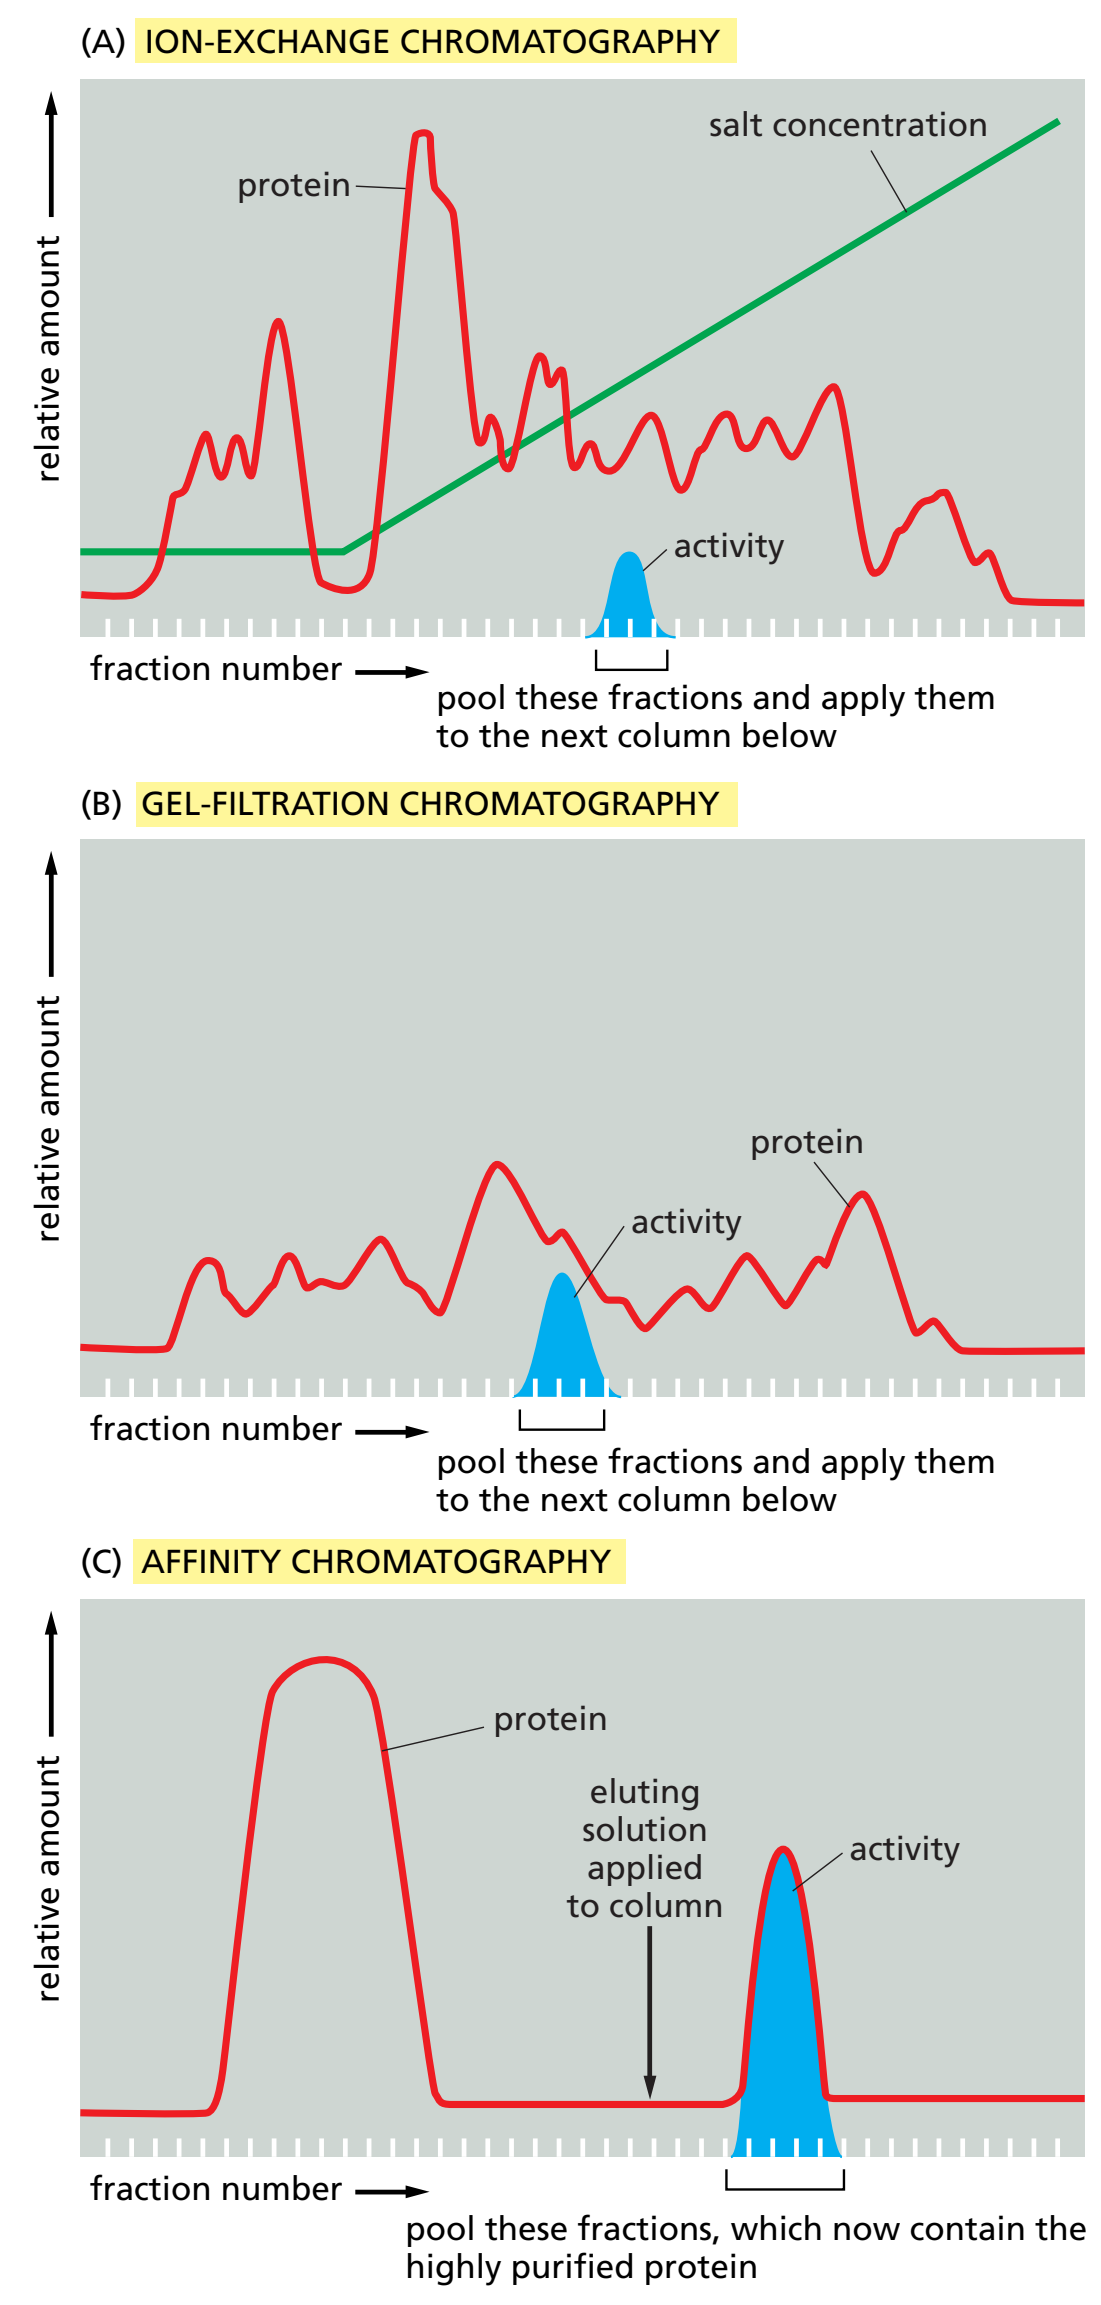 (A) ION-EXCHANGE CHROMATOGRAPHY
salt concentration
protein
relative amount
activity
fraction number
pool these fractions and apply them
to the next column below
(B) GEL-FILTRATION CHROMATOGRAPHY
protein
activity
relative amount
fraction number
pool these fractions and apply them
to the next column below
(C) AFFINITY CHROMATOGRAPHY
protein
eluting
solution
applied
to column
activity
relative amount
fraction number
pool these fractions, which now contain the
highly purified protein